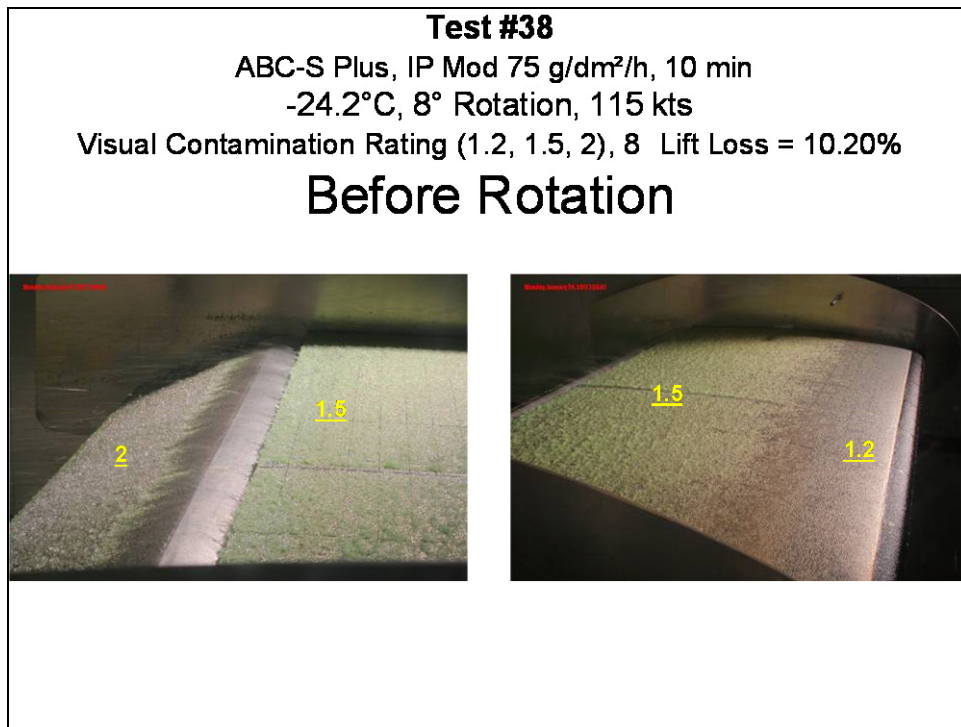 Test #38
ABC-S Plus, IP Mod 75 g/dm²/h, 10 min
-24.2°C, 8° Rotation, 115 kts
Visual Contamination Rating (1.2, 1.5, 2), 8 Lift Loss = 10.20%
Before Rotation
1.5
2
1.5
1.2